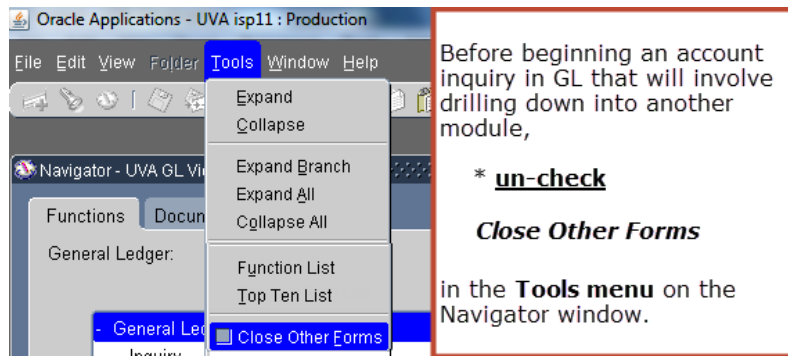 Oracle Applications - UVA isp11 : Production
File Edit View Folder Tools Window Help
Expand
Collapse
Navigator - UVA GL Vi
Expand Branch
Expand All
Collapse All
Functions Docum
General Ledger:
Function List
Top Ten List
- General Led
Close Other Forms
Inquiry
Before beginning an account
inquiry in GL that will involve
drilling down into another
module,
* un-check
Close Other Forms
in the Tools menu on the
Navigator window.